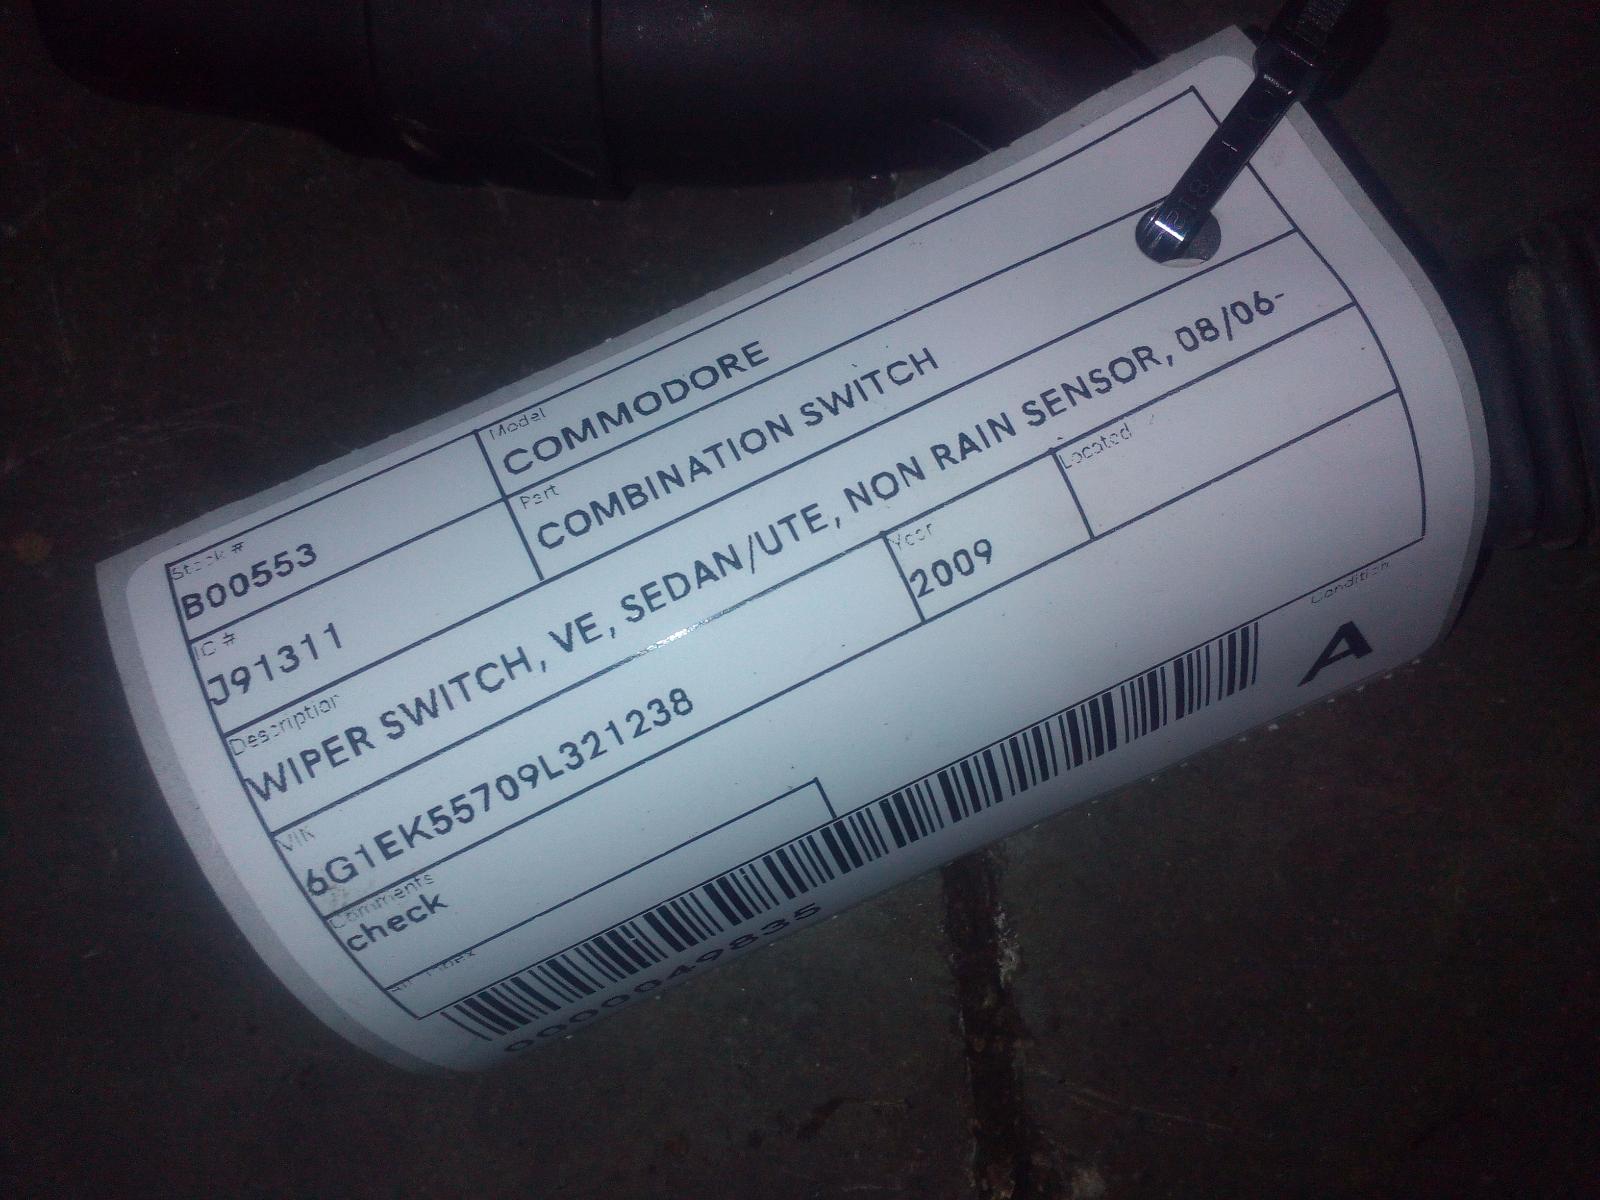 Stock #
B00553
Model
COMMODORE
IC #
J91311
Part
COMBINATION SWITCH
Description
WIPER SWITCH, VE, SEDAN/UTE, NON RAIN SENSOR, 08/06-
VIN
6G1EK55709L321238
Year
2009
Located
Comments
check
Condition
A
0000049835